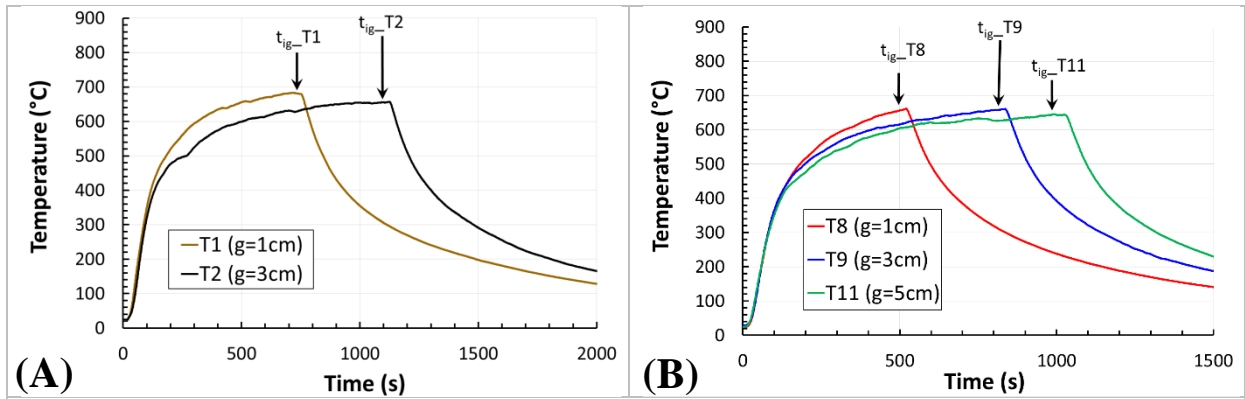 900
800
700
600
500
400
300
200
100
0
Temperature (°C)
t_ig_T1
t_ig_T2
T1 (g=1cm)
T2 (g=3cm)
0 500 1000 1500 2000
Time (s)
(A)
900
800
700
600
500
400
300
200
100
0
Temperature (°C)
t_ig_T8
t_ig_T9
t_ig_T11
T8 (g=1cm)
T9 (g=3cm)
T11 (g=5cm)
0 500 1000 1500
Time (s)
(B)